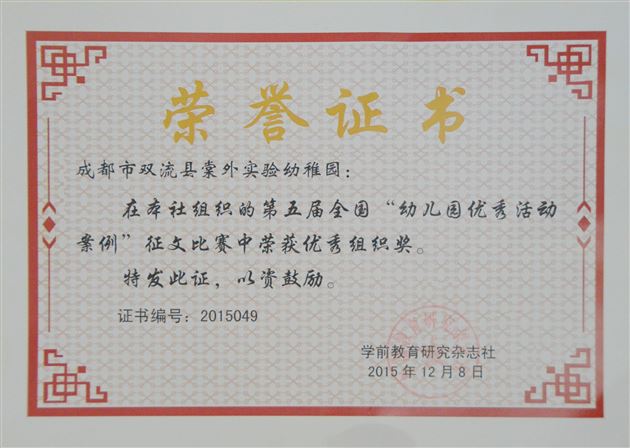 荣誉证书
成都市双流县棠外实验幼稚园：
在本社组织的第五届全国“幼儿园优秀活动
案例”征文比赛中荣获优秀组织奖。
特发此证，以资鼓励。
证书编号：2015049
学前教育研究杂志社
2015年12月8日